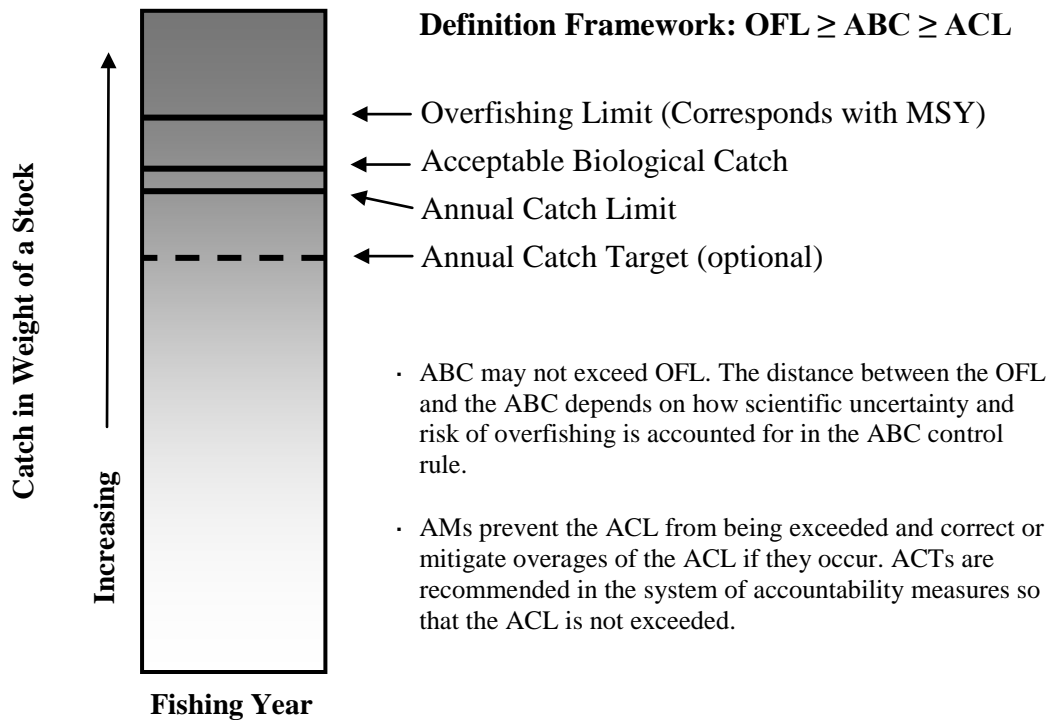 Definition Framework: OFL ≥ ABC ≥ ACL
Overfishing Limit (Corresponds with MSY)
Acceptable Biological Catch
Annual Catch Limit
Annual Catch Target (optional)
Catch in Weight of a Stock
Increasing
· ABC may not exceed OFL. The distance between the OFL
and the ABC depends on how scientific uncertainty and
risk of overfishing is accounted for in the ABC control
rule.
· AMs prevent the ACL from being exceeded and correct or
mitigate overages of the ACL if they occur. ACTs are
recommended in the system of accountability measures so
that the ACL is not exceeded.
Fishing Year